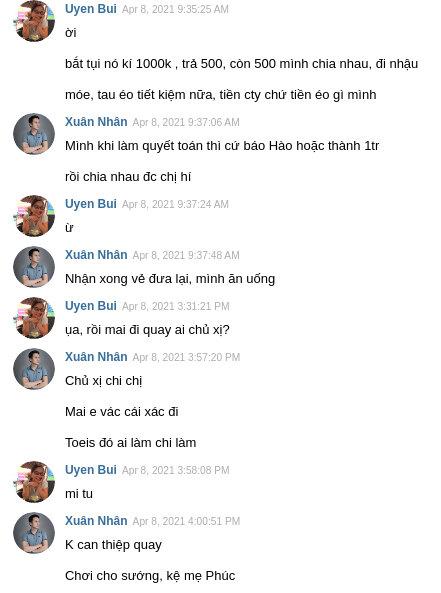 Uyen Bui Apr 8, 2021 9:35:25 AM
ời
bắt tụi nó kí 1000k , trả 500, còn 500 mình chia nhau, đi nhậu
móe, tau éo tiết kiệm nữa, tiền cty chứ tiền éo gì mình
Xuân Nhân Apr 8, 2021 9:37:06 AM
Mình khi làm quyết toán thì cứ báo Hào hoặc thành 1tr
rồi chia nhau đc chị hí
Uyen Bui Apr 8, 2021 9:37:24 AM
ừ
Xuân Nhân Apr 8, 2021 9:37:48 AM
Nhận xong vẻ đưa lại, mình ăn uống
Uyen Bui Apr 8, 2021 3:31:21 PM
ụa, rồi mai đi quay ai chủ xị?
Xuân Nhân Apr 8, 2021 3:57:20 PM
Chủ xị chi chị
Mai e vác cái xác đi
Toeis đó ai làm chi làm
Uyen Bui Apr 8, 2021 3:58:08 PM
mi tu
Xuân Nhân Apr 8, 2021 4:00:51 PM
K can thiệp quay
Chơi cho sướng, kệ mẹ Phúc